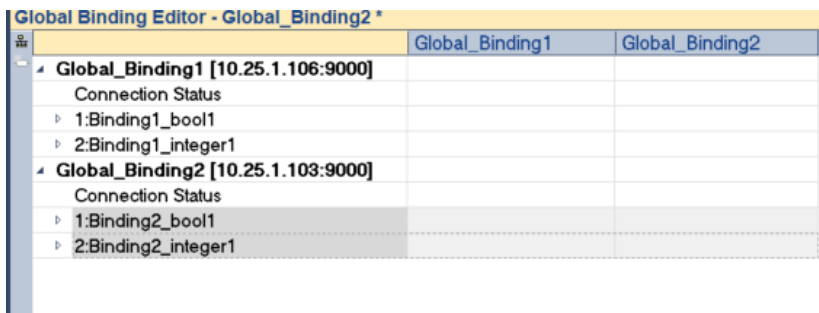 Global Binding Editor - Global_Binding2 *
Global_Binding1 Global_Binding2
Global_Binding1 [10.25.1.106:9000]
Connection Status
1:Binding1_bool1
2:Binding1_integer1
Global_Binding2 [10.25.1.103:9000]
Connection Status
1:Binding2_bool1
2:Binding2_integer1